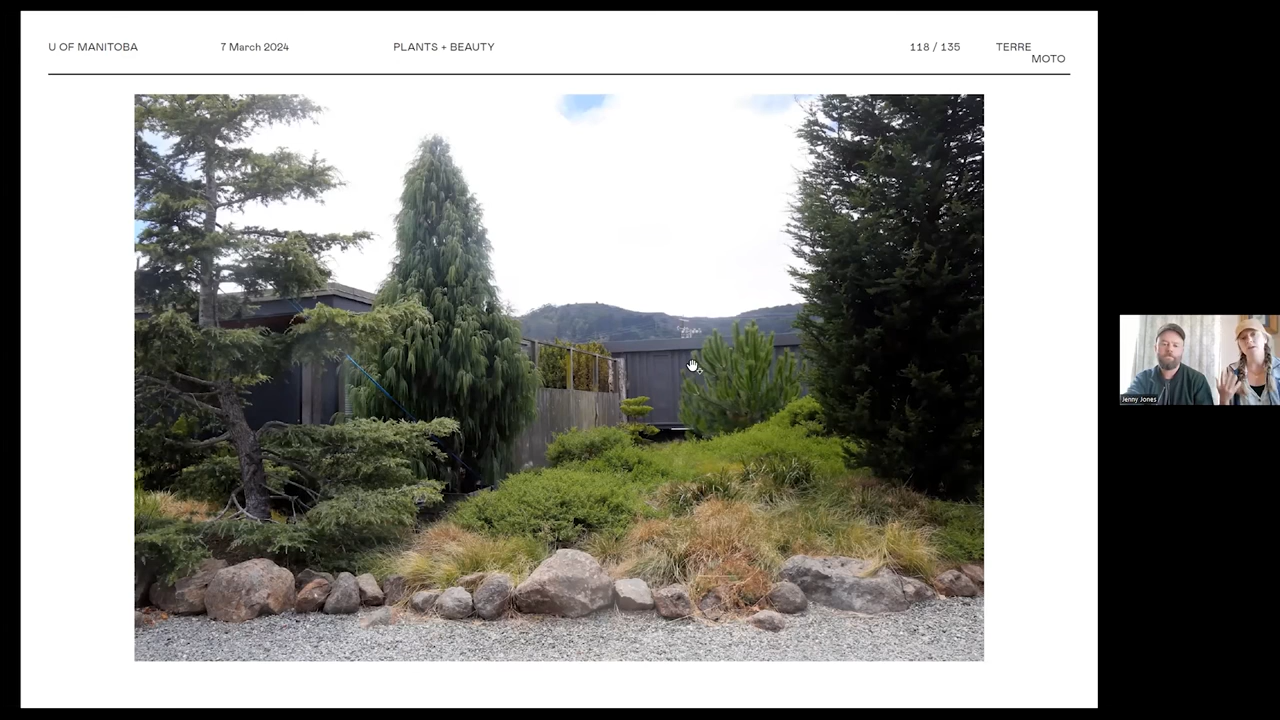 U OF MANITOBA
7 March 2024
PLANTS + BEAUTY
118 / 135
TERRE
MOTO
Jenny Jones